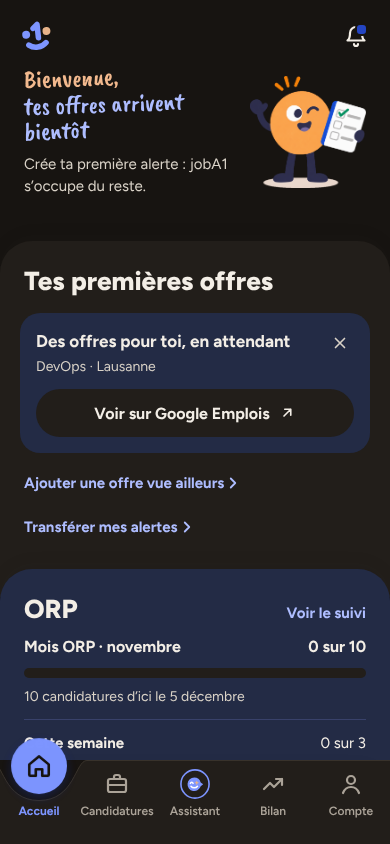 Bienvenue,
tes offres arrivent
bientôt
Crée ta première alerte : jobA1
s’occupe du reste.
Tes premières offres
Des offres pour toi, en attendant
DevOps · Lausanne
Voir sur Google Emplois
Ajouter une offre vue ailleurs
Transférer mes alertes
ORP
Voir le suivi
Mois ORP · novembre
0 sur 10
10 candidatures d’ici le 5 décembre
semaine
0 sur 3
Accueil
Candidatures
Assistant
Bilan
Compte